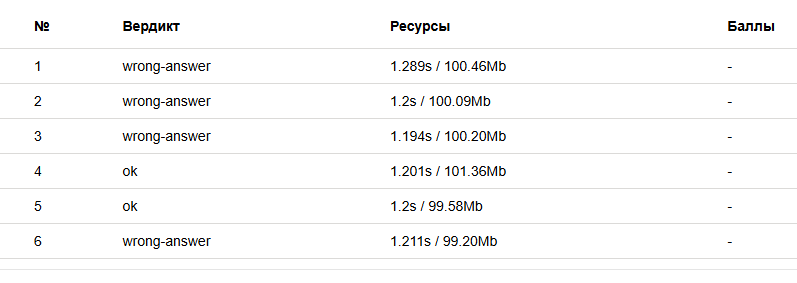 № Вердикт Ресурсы Баллы
1 wrong-answer 1.289s / 100.46Mb -
2 wrong-answer 1.2s / 100.09Mb -
3 wrong-answer 1.194s / 100.20Mb -
4 ok 1.201s / 101.36Mb -
5 ok 1.2s / 99.58Mb -
6 wrong-answer 1.211s / 99.20Mb -